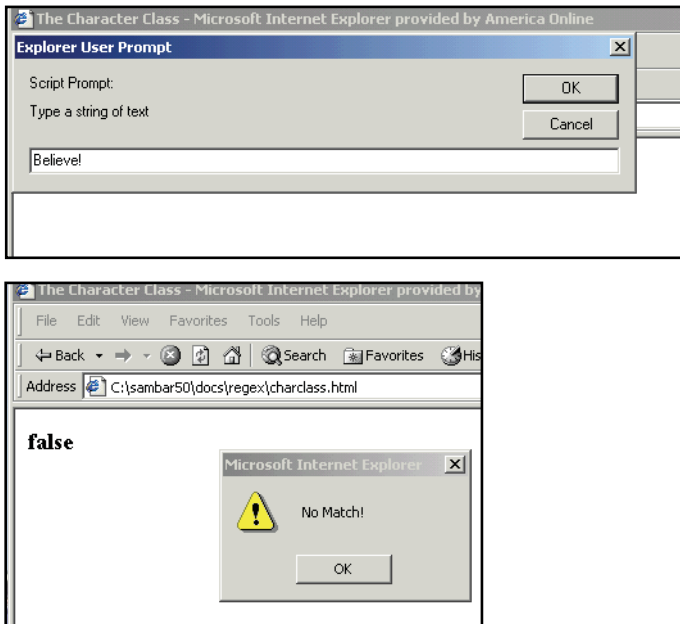 The Character Class - Microsoft Internet Explorer provided by America Online
Explorer User Prompt
Script Prompt:
OK
Type a string of text
Cancel
Believe!
The Character Class - Microsoft Internet Explorer provided by
File Edit View Favorites Tools Help
Back Search Favorites His
Address C:\sambar50\docs\regex\charclass.html
false
Microsoft Internet Explorer
No Match!
OK